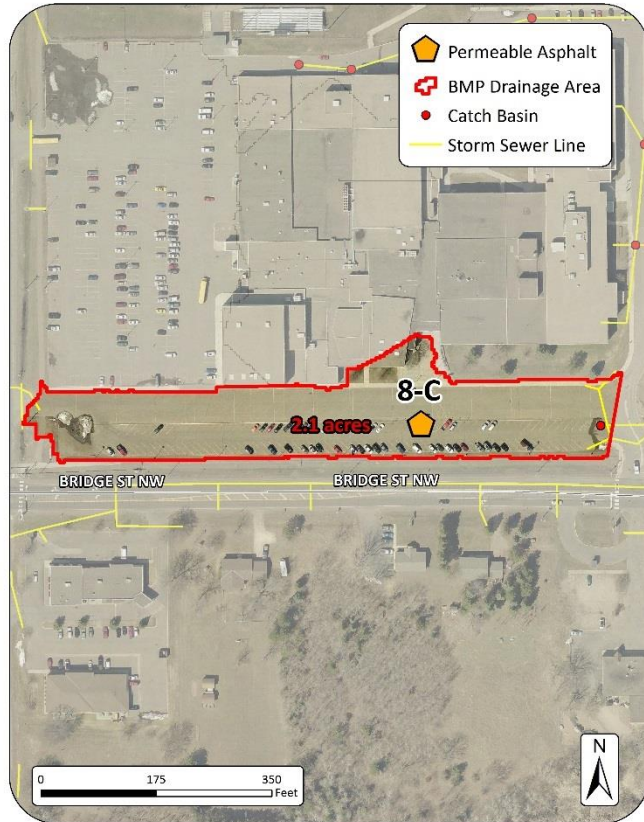 Permeable Asphalt
BMP Drainage Area
Catch Basin
Storm Sewer Line
8-C
2.1 acres
BRIDGE ST NW
BRIDGE ST NW
0 175 350
Feet
N